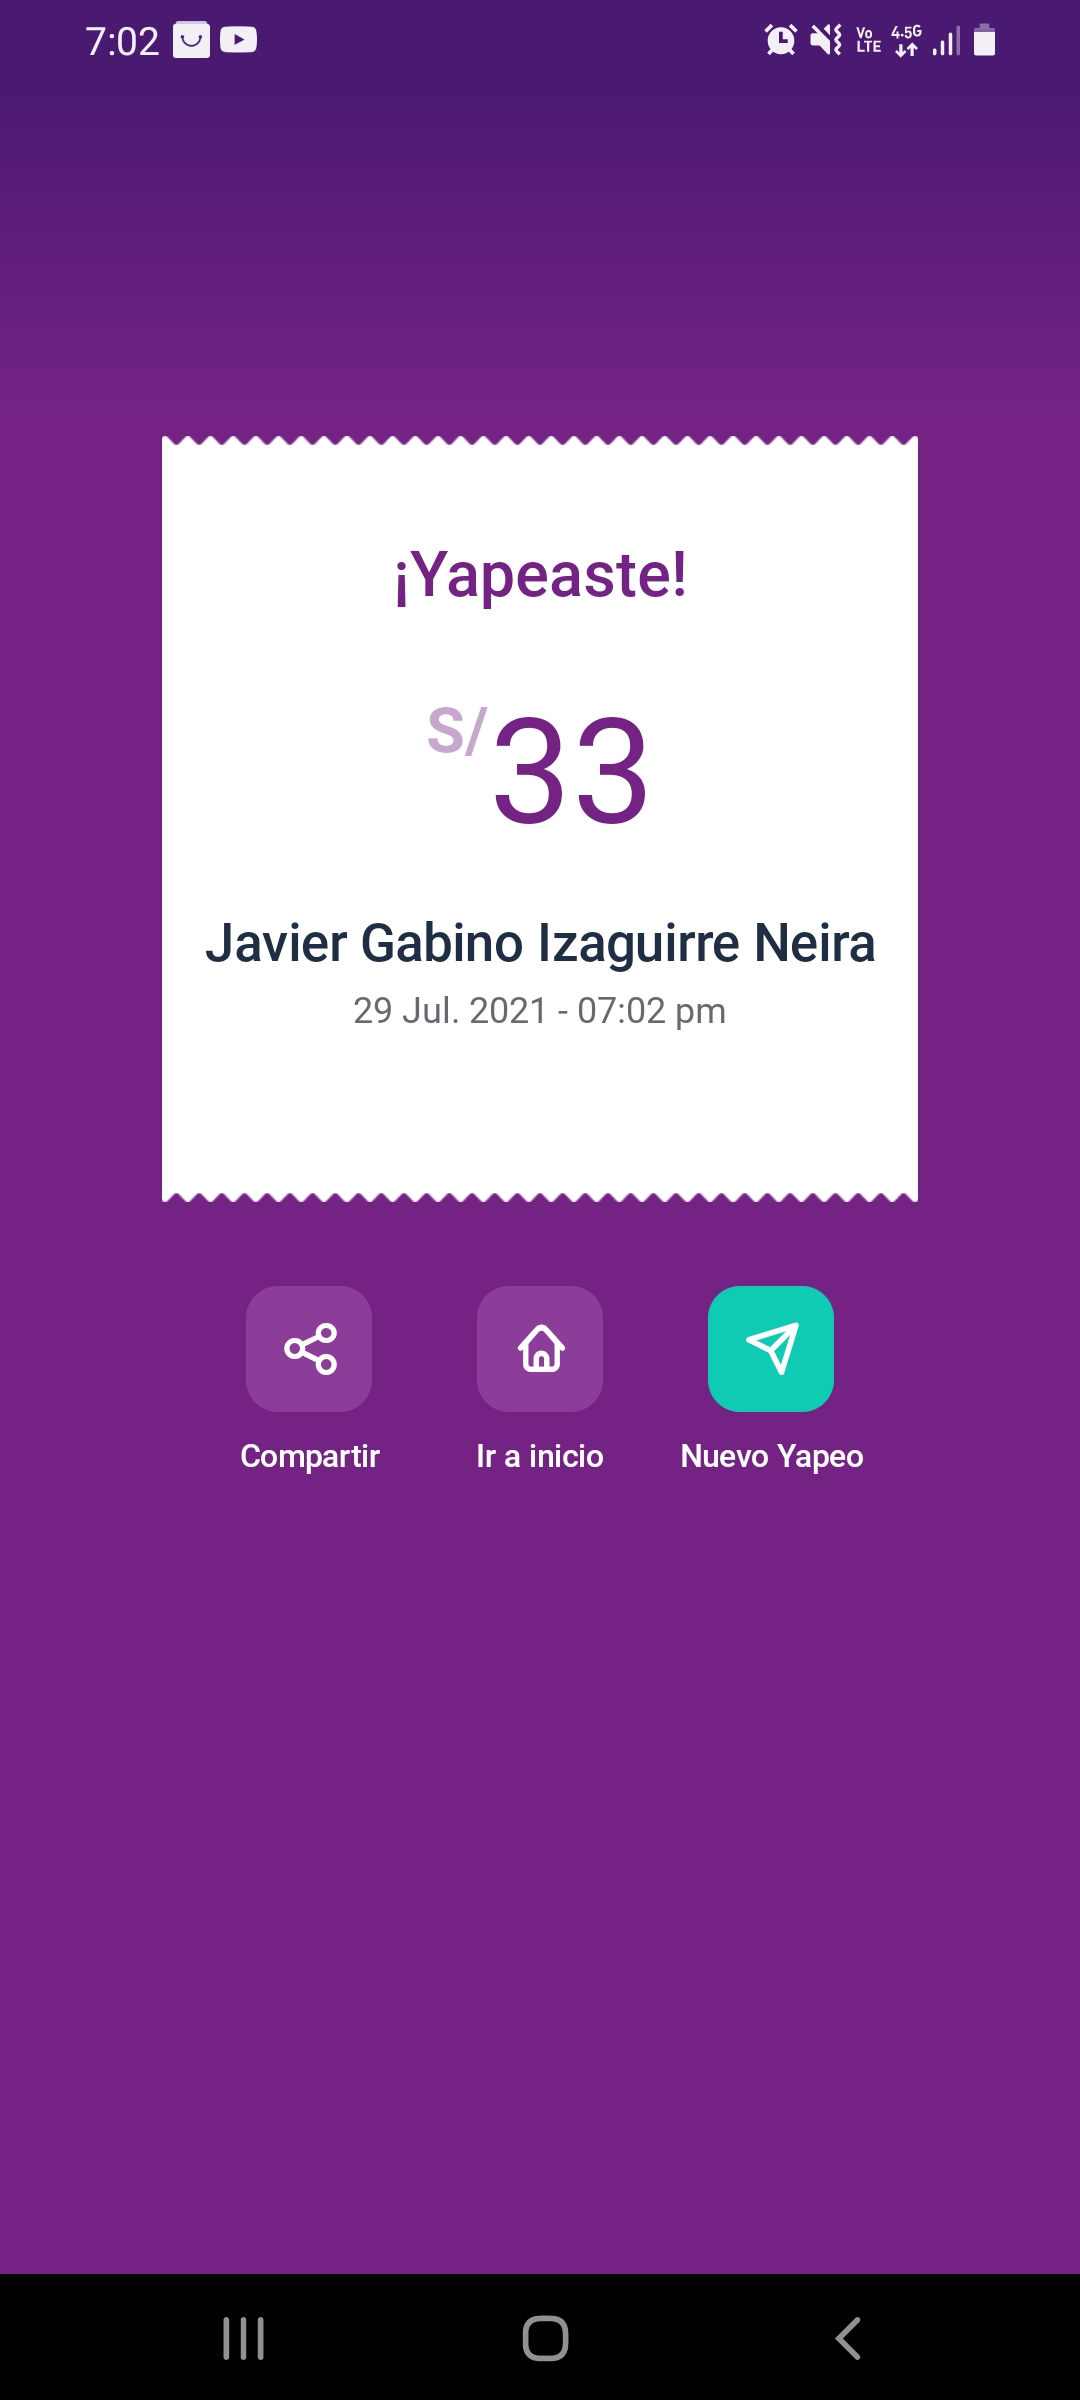 7:02 Vo LTE 4.5G
¡Yapeaste!
S/33
Javier Gabino Izaguirre Neira
29 Jul. 2021 - 07:02 pm
Compartir Ir a inicio Nuevo Yapeo